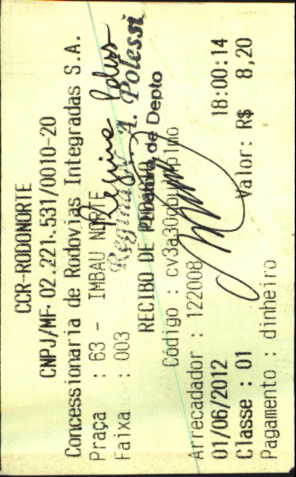 CCR-RODONORTE
CNPJ/MF-02.221.531/0010-20
Concessionaria de Rodovias Integradas S.A.
Praça : 63 - IMBAU NORTE
Faixa : 003
Reginaldo A. Polessi
de Depto
RECIBO DE
Código :
Arrecadador : 122008
01/06/2012 18:00:14
Classe : 01 Valor: R$ 8,20
Pagamento : dinheiro